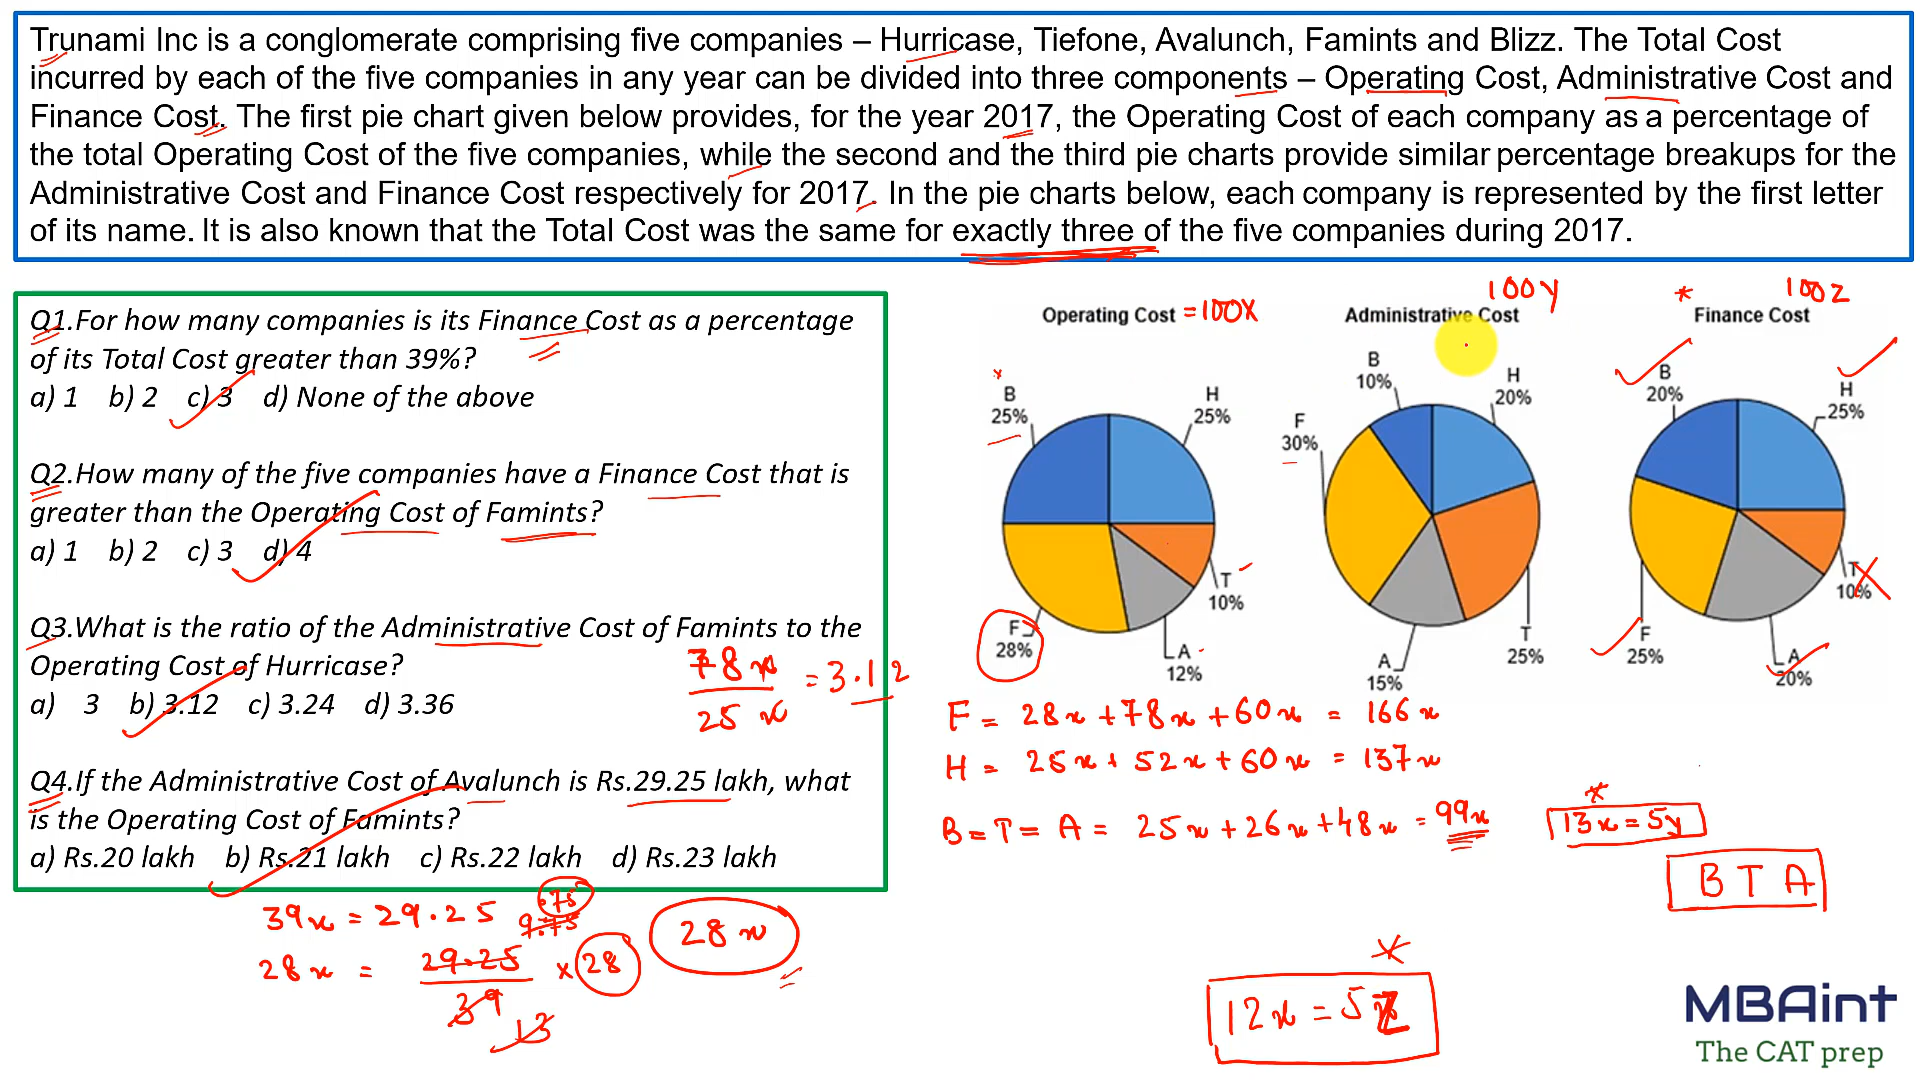 Trunami Inc is a conglomerate comprising five companies – Hurricase, Tiefone, Avalunch, Famints and Blizz. The Total Cost
incurred by each of the five companies in any year can be divided into three components – Operating Cost, Administrative Cost and
Finance Cost. The first pie chart given below provides, for the year 2017, the Operating Cost of each company as a percentage of
the total Operating Cost of the five companies, while the second and the third pie charts provide similar percentage breakups for the
Administrative Cost and Finance Cost respectively for 2017. In the pie charts below, each company is represented by the first letter
of its name. It is also known that the Total Cost was the same for exactly three of the five companies during 2017.
Q1.For how many companies is its Finance Cost as a percentage
of its Total Cost greater than 39%?
a) 1 b) 2 c) 3 d) None of the above
Q2.How many of the five companies have a Finance Cost that is
greater than the Operating Cost of Famints?
a) 1 b) 2 c) 3 d) 4
Q3.What is the ratio of the Administrative Cost of Famints to the
Operating Cost of Hurricase?
a) 3 b) 3.12 c) 3.24 d) 3.36
78x
25x
= 3.12
Q4.If the Administrative Cost of Avalunch is Rs.29.25 lakh, what
is the Operating Cost of Famints?
a) Rs.20 lakh b) Rs.21 lakh c) Rs.22 lakh d) Rs.23 lakh
39x = 29.25
9.75
.75
28x = 29.25 × 28
39
13
28x
Operating Cost = 100x
B
25%
H
25%
T
10%
A
12%
F
28%
100y
Administrative Cost
B
10%
H
20%
F
30%
T
25%
A
15%
* 100z
Finance Cost
B
20%
H
25%
T
10%
A
20%
F
25%
F = 28x + 78x + 60x = 166x
H = 25x + 52x + 60x = 137x
B = T = A = 25x + 26x + 48x = 99x
*
13x = 5y
B T A
*
12x = 5z
MBAint
The CAT prep